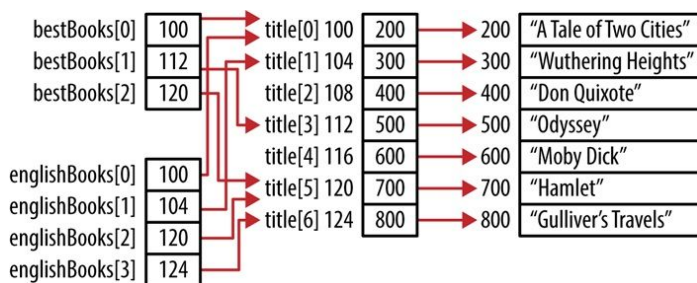 bestBooks[0] 100 title[0] 100 200 200 “A Tale of Two Cities”
bestBooks[1] 112 title[1] 104 300 300 “Wuthering Heights”
bestBooks[2] 120 title[2] 108 400 400 “Don Quixote”
title[3] 112 500 500 “Odyssey”
title[4] 116 600 600 “Moby Dick”
englishBooks[0] 100 title[5] 120 700 700 “Hamlet”
englishBooks[1] 104 title[6] 124 800 800 “Gulliver’s Travels”
englishBooks[2] 120
englishBooks[3] 124